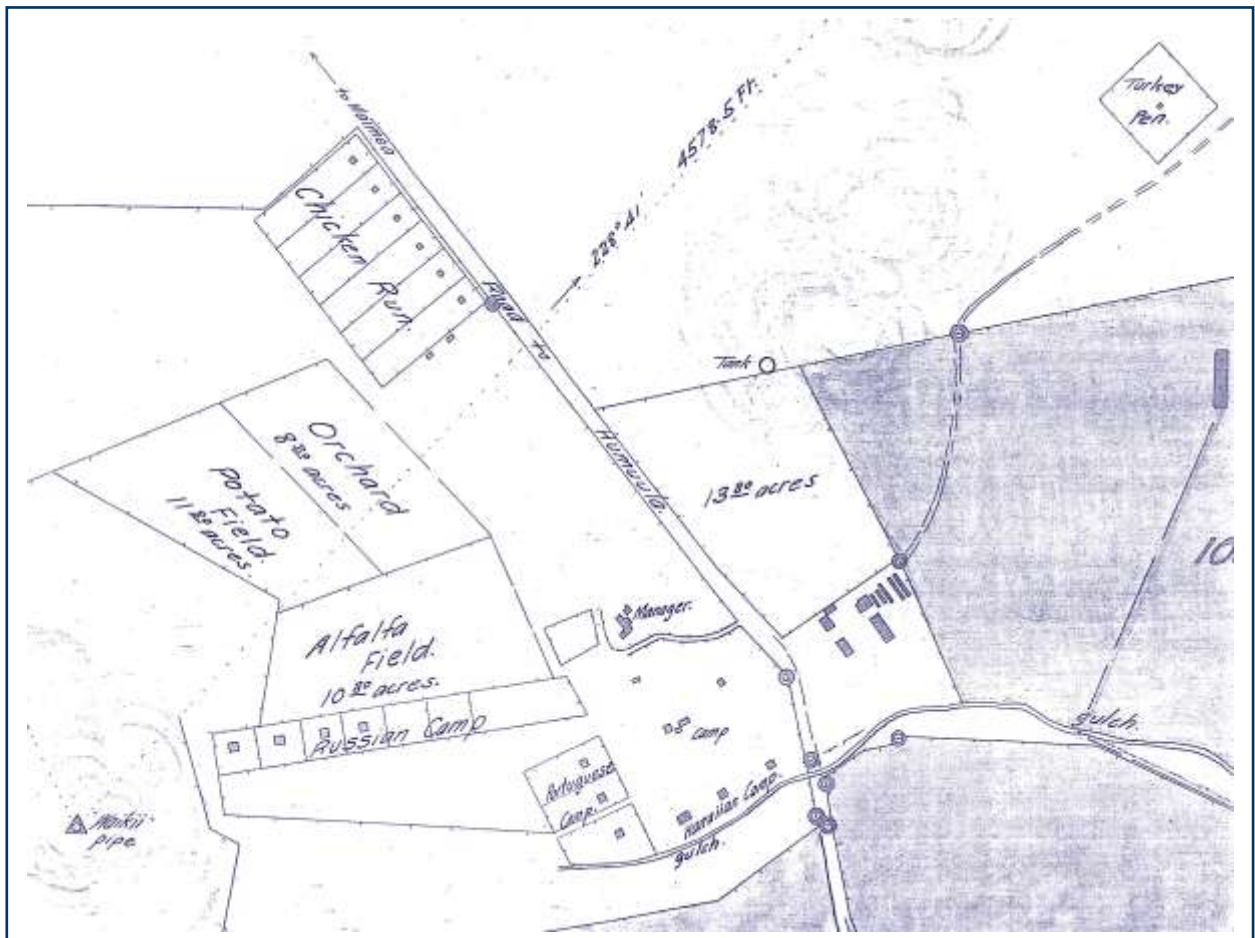 to Waimea
Turkey
Pen.
4578.5 Ft.
228° 41'
Chicken
Run.
Road to
Humuula.
Tank
Orchard
8.80 acres
Potato
Field.
11.80 acres.
13.80 acres
10
Manager.
Alfalfa
Field.
10.80 acres.
Russian Camp
Camp
gulch.
Portuguese
Camp.
Hawaiian Camp.
gulch.
Waikii
pipe